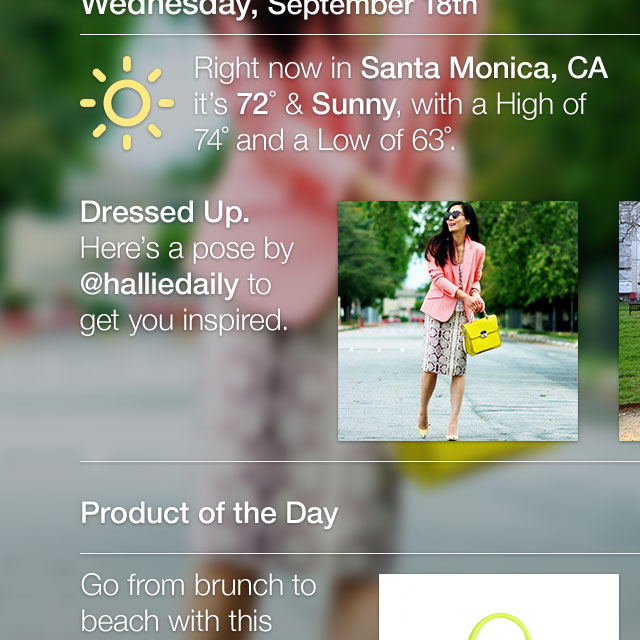 Wednesday, September 18th
Right now in Santa Monica, CA
it's 72° & Sunny, with a High of
74° and a Low of 63°.
Dressed Up.
Here's a pose by
@halliedaily to
get you inspired.
Product of the Day
Go from brunch to
beach with this